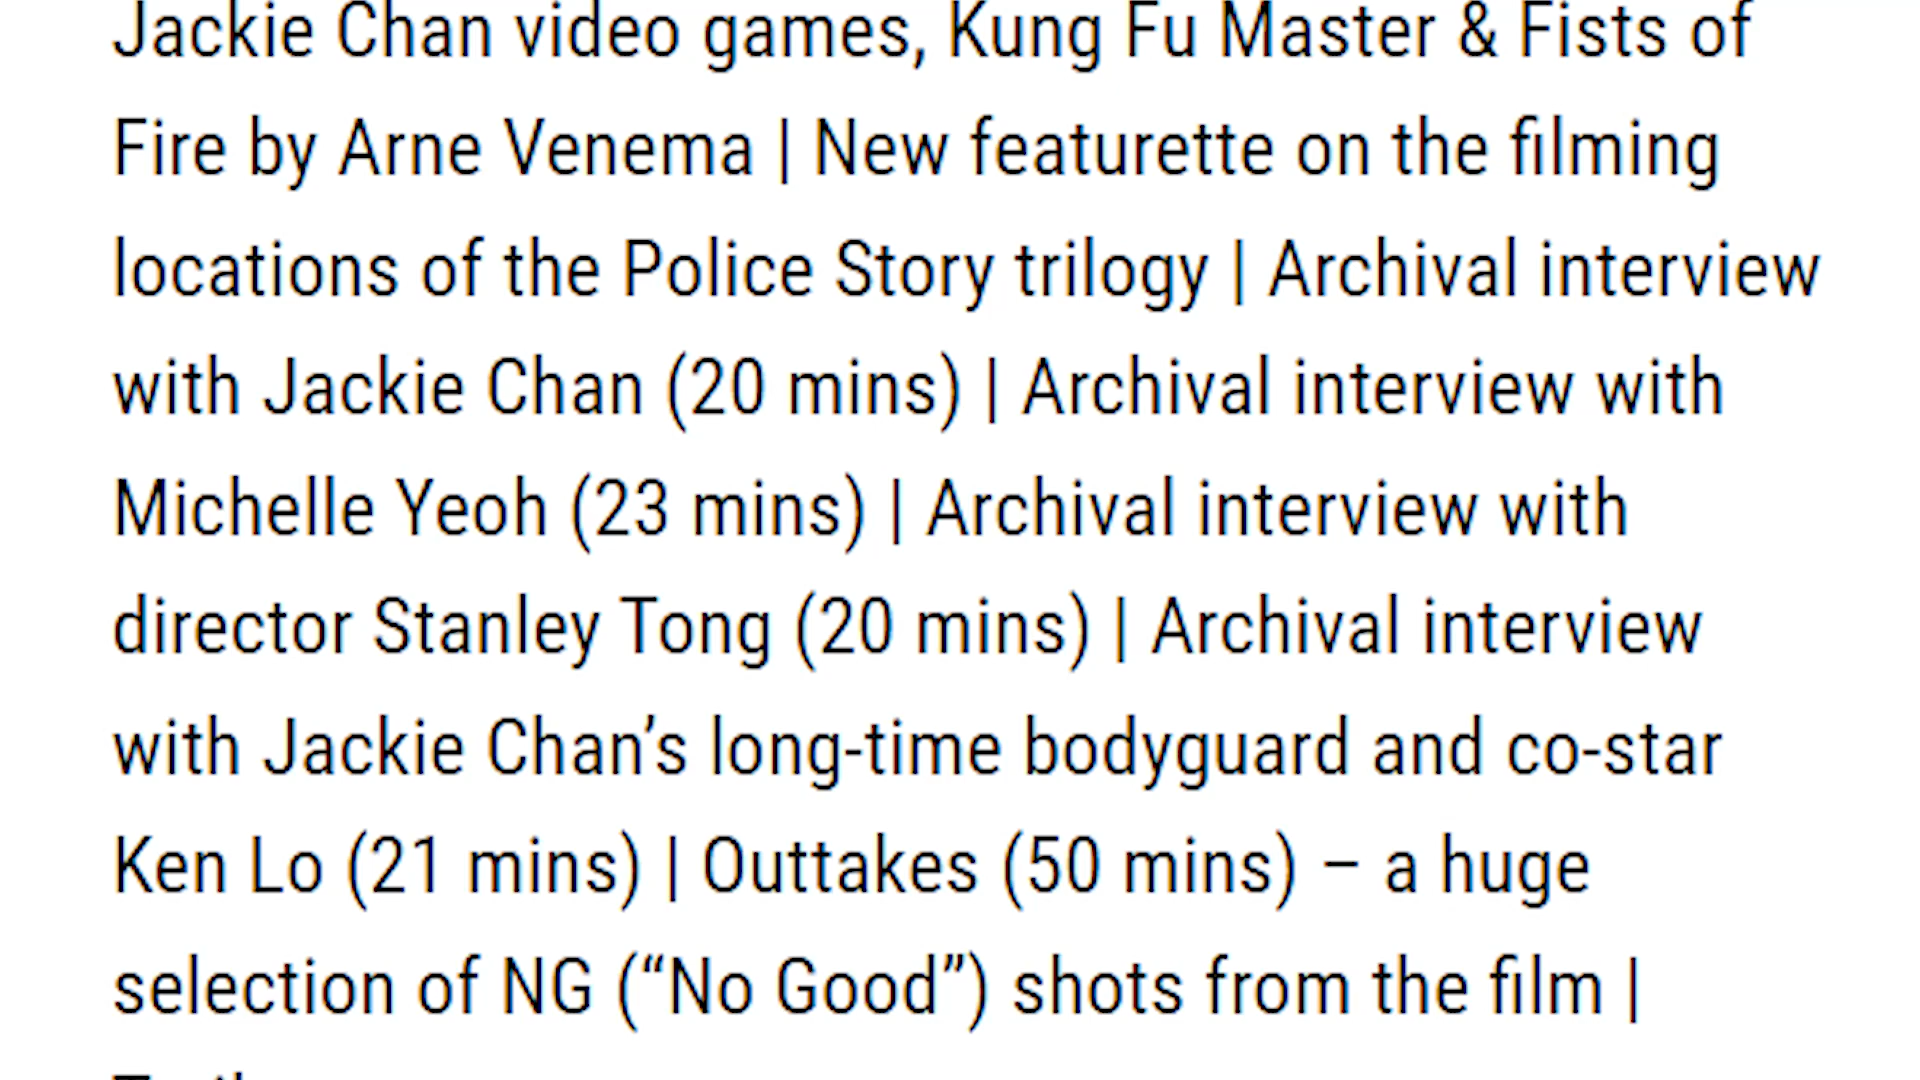 Jackie Chan video games, Kung Fu Master & Fists of
Fire by Arne Venema | New featurette on the filming
locations of the Police Story trilogy | Archival interview
with Jackie Chan (20 mins) | Archival interview with
Michelle Yeoh (23 mins) | Archival interview with
director Stanley Tong (20 mins) | Archival interview
with Jackie Chan’s long-time bodyguard and co-star
Ken Lo (21 mins) | Outtakes (50 mins) – a huge
selection of NG (“No Good”) shots from the film |